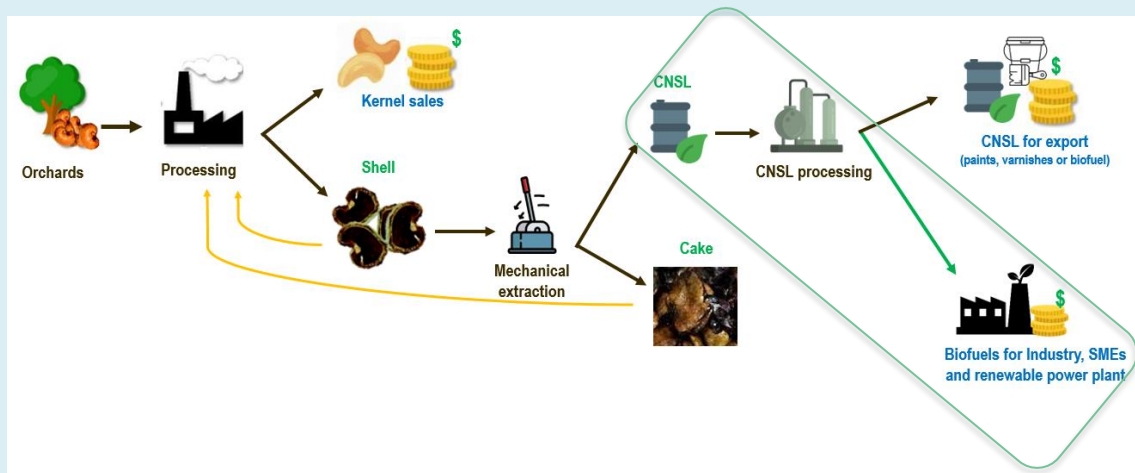 $
Kernel sales
Orchards
Processing
Shell
Mechanical
extraction
CNSL
CNSL processing
$
CNSL for export
(paints, varnishes or biofuel)
Cake
$
Biofuels for Industry, SMEs
and renewable power plant